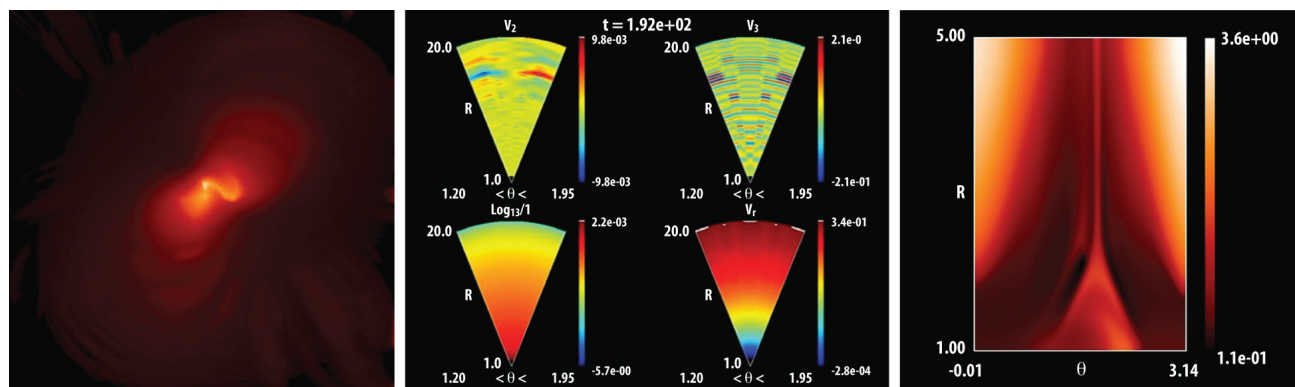 t = 1.92e+02
V2
20.0
9.8e-03
R
1.0
-9.8e-03
1.20 < θ < 1.95
V3
20.0
2.1e-0
R
1.0
-2.1e-01
1.20 < θ < 1.95
Log13/1
20.0
2.2e-03
R
1.0
-5.7e+00
1.20 < θ < 1.95
Vr
20.0
3.4e-01
R
1.0
-2.8e-04
1.20 < θ < 1.95
5.00
3.6e+00
R
1.00
1.1e-01
-0.01 θ 3.14